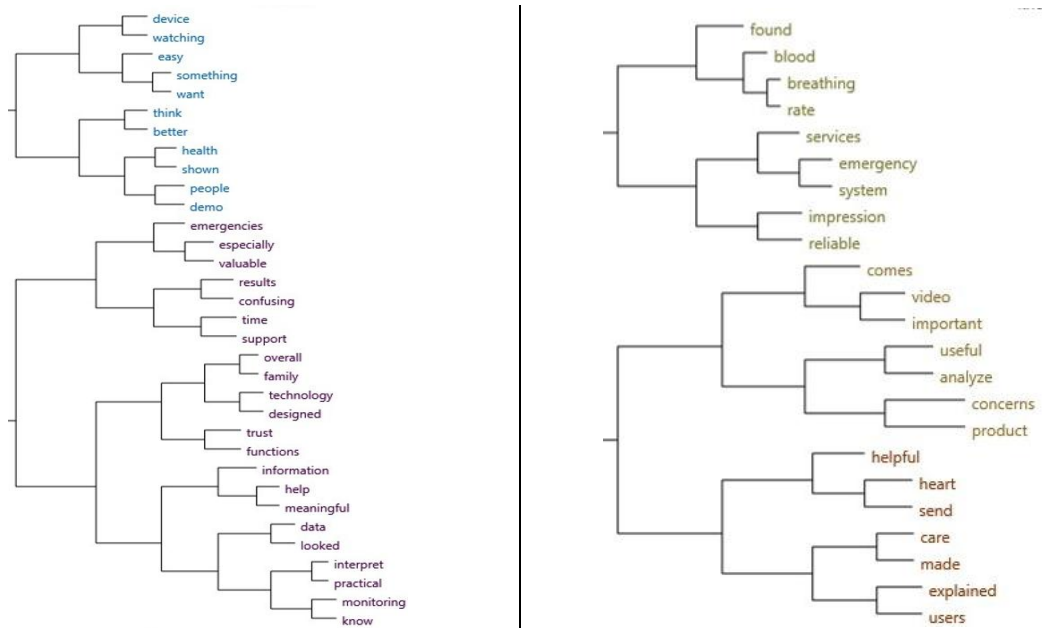 device
watching
easy
something
want
think
better
health
shown
people
demo
emergencies
especially
valuable
results
confusing
time
support
overall
family
technology
designed
trust
functions
information
help
meaningful
data
looked
interpret
practical
monitoring
know
found
blood
breathing
rate
services
emergency
system
impression
reliable
comes
video
important
useful
analyze
concerns
product
helpful
heart
send
care
made
explained
users